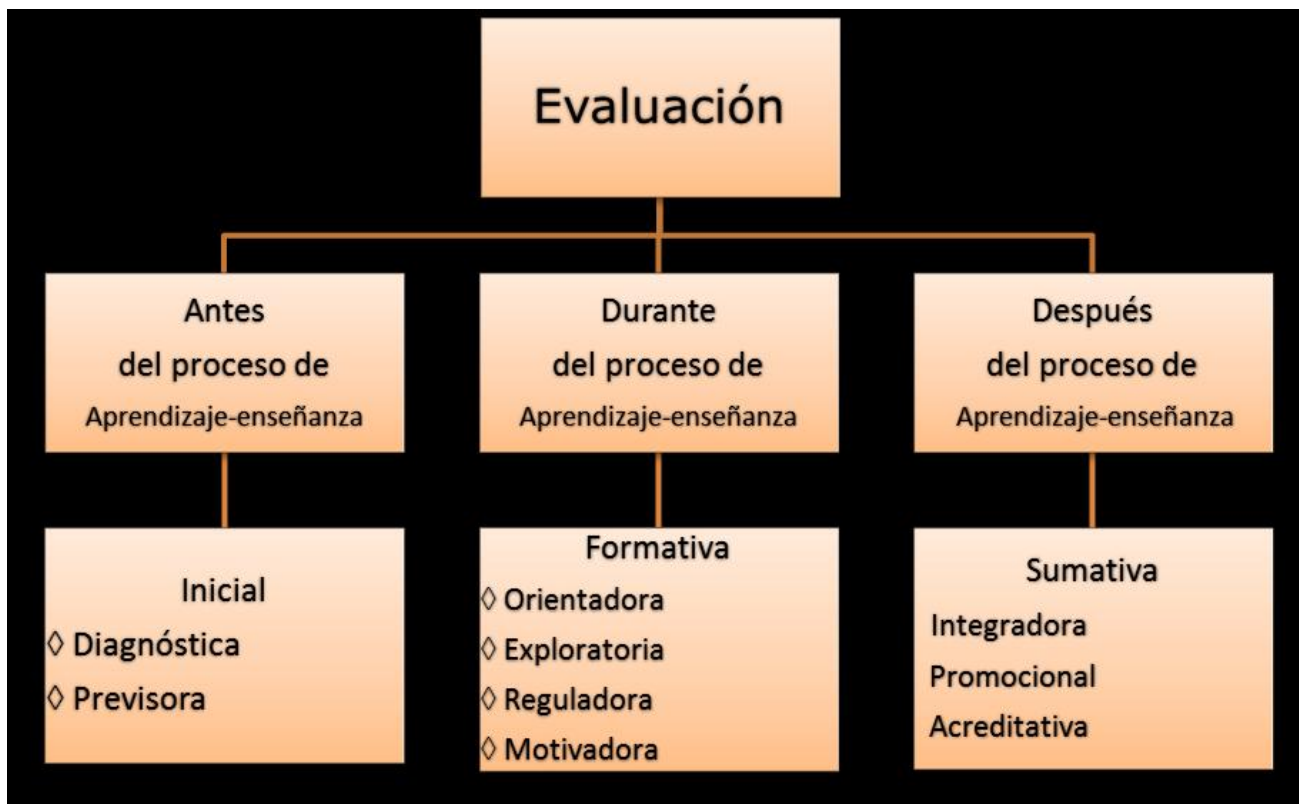 Evaluación
Antes
del proceso de
Aprendizaje-enseñanza
Durante
del proceso de
Aprendizaje-enseñanza
Después
del proceso de
Aprendizaje-enseñanza
Inicial
◊ Diagnóstica
◊ Previsora
Formativa
◊ Orientadora
◊ Exploratoria
◊ Reguladora
◊ Motivadora
Sumativa
Integradora
Promocional
Acreditativa